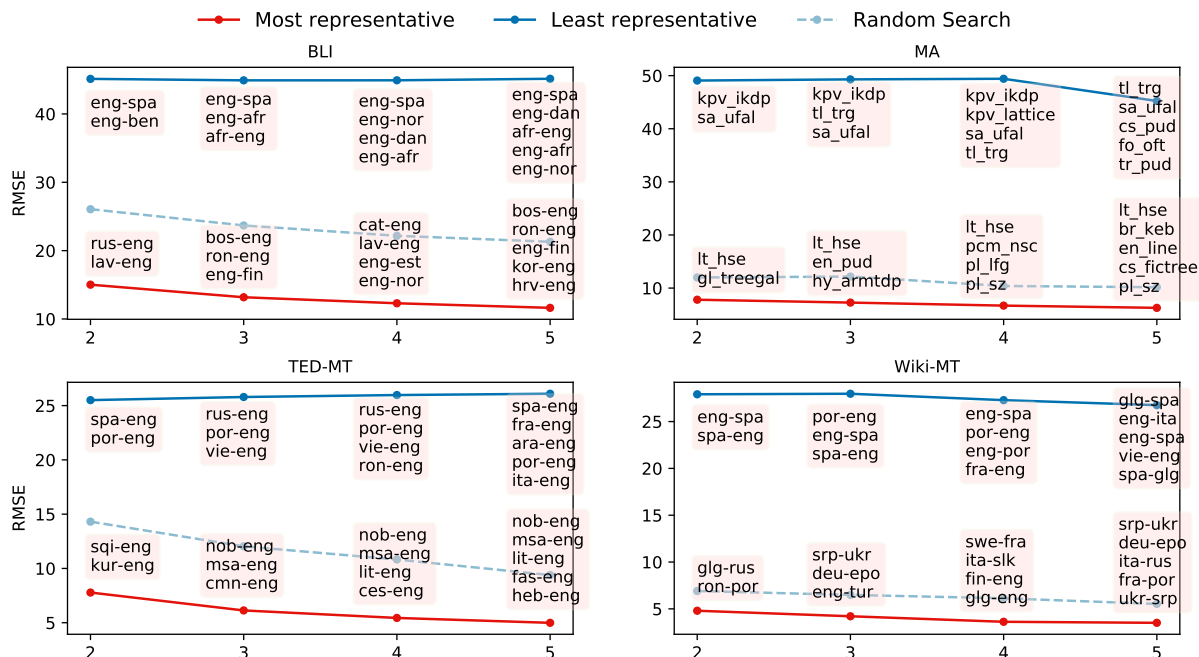 Most representative
Least representative
Random Search
BLI
RMSE
40
30
20
10
eng-spa
eng-ben
eng-spa
eng-afr
afr-eng
eng-spa
eng-nor
eng-dan
eng-afr
eng-spa
eng-dan
afr-eng
eng-afr
eng-nor
rus-eng
lav-eng
bos-eng
ron-eng
eng-fin
cat-eng
lav-eng
eng-est
eng-nor
bos-eng
ron-eng
eng-fin
kor-eng
hrv-eng
2
3
4
5
MA
50
40
30
20
10
kpv_ikdp
sa_ufal
kpv_ikdp
tl_trg
sa_ufal
kpv_ikdp
kpv_lattice
sa_ufal
tl_trg
tl_trg
sa_ufal
cs_pud
fo_oft
tr_pud
lt_hse
gl_treegal
lt_hse
en_pud
hy_armtdp
lt_hse
pcm_nsc
pl_lfg
pl_sz
lt_hse
br_keb
en_line
cs_fictree
pl_sz
2
3
4
5
TED-MT
RMSE
25
20
15
10
5
spa-eng
por-eng
rus-eng
por-eng
vie-eng
rus-eng
por-eng
vie-eng
ron-eng
spa-eng
fra-eng
ara-eng
por-eng
ita-eng
sqi-eng
kur-eng
nob-eng
msa-eng
cmn-eng
nob-eng
msa-eng
lit-eng
ces-eng
nob-eng
msa-eng
lit-eng
fas-eng
heb-eng
2
3
4
5
Wiki-MT
25
20
15
10
5
eng-spa
spa-eng
por-eng
eng-spa
spa-eng
eng-spa
por-eng
eng-por
fra-eng
glg-spa
eng-ita
eng-spa
vie-eng
spa-glg
glg-rus
ron-por
srp-ukr
deu-epo
eng-tur
swe-fra
ita-slk
fin-eng
glg-eng
srp-ukr
deu-epo
ita-rus
fra-por
ukr-srp
2
3
4
5